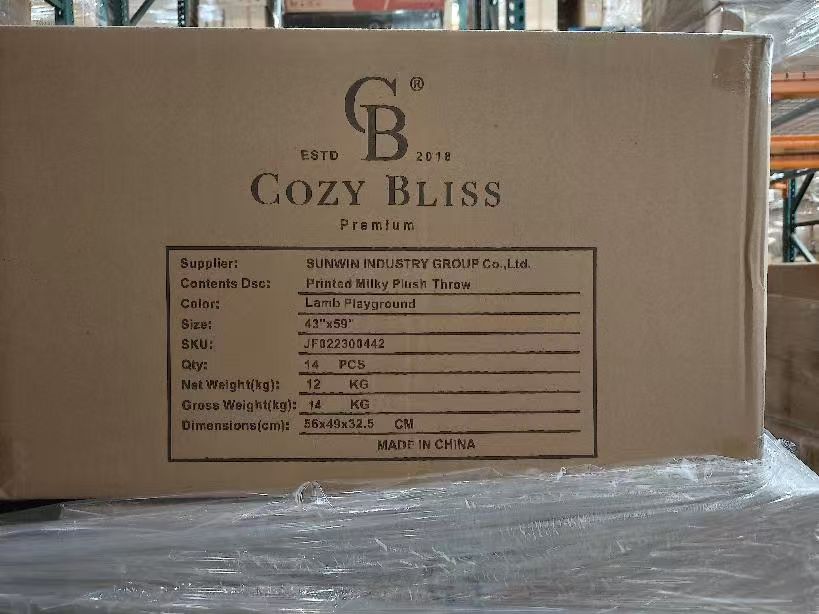 CB®
ESTD 2018
COZY BLISS
Premium
Supplier: SUNWIN INDUSTRY GROUP Co.,Ltd.
Contents Dsc: Printed Milky Plush Throw
Color: Lamb Playground
Size: 43"x59"
SKU: JF022300442
Qty: 14 PCS
Net Weight(kg): 12 KG
Gross Weight(kg): 14 KG
Dimensions(cm): 56x49x32.5 CM
MADE IN CHINA